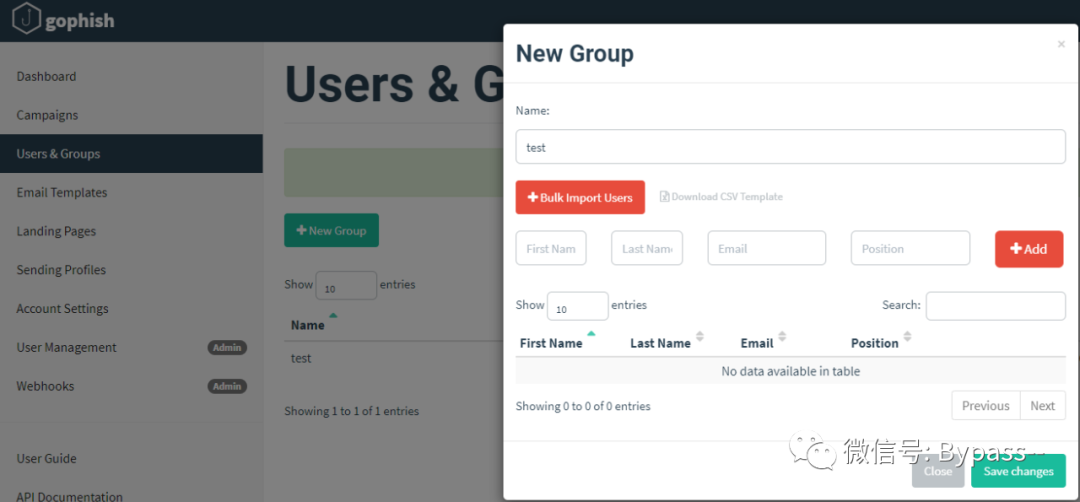 gophish
Dashboard
Campaigns
Users & Groups
Email Templates
Landing Pages
Sending Profiles
Account Settings
User Management Admin
Webhooks Admin
User Guide
API Documentation
Users & G
+ New Group
Show 10 entries
Name
test
Showing 1 to 1 of 1 entries
New Group ×
Name:
test
+ Bulk Import Users Download CSV Template
First Nam Last Name Email Position + Add
Show 10 entries Search:
First Name Last Name Email Position
No data available in table
Showing 0 to 0 of 0 entries Previous Next
微信号: Bypass--
Close Save changes